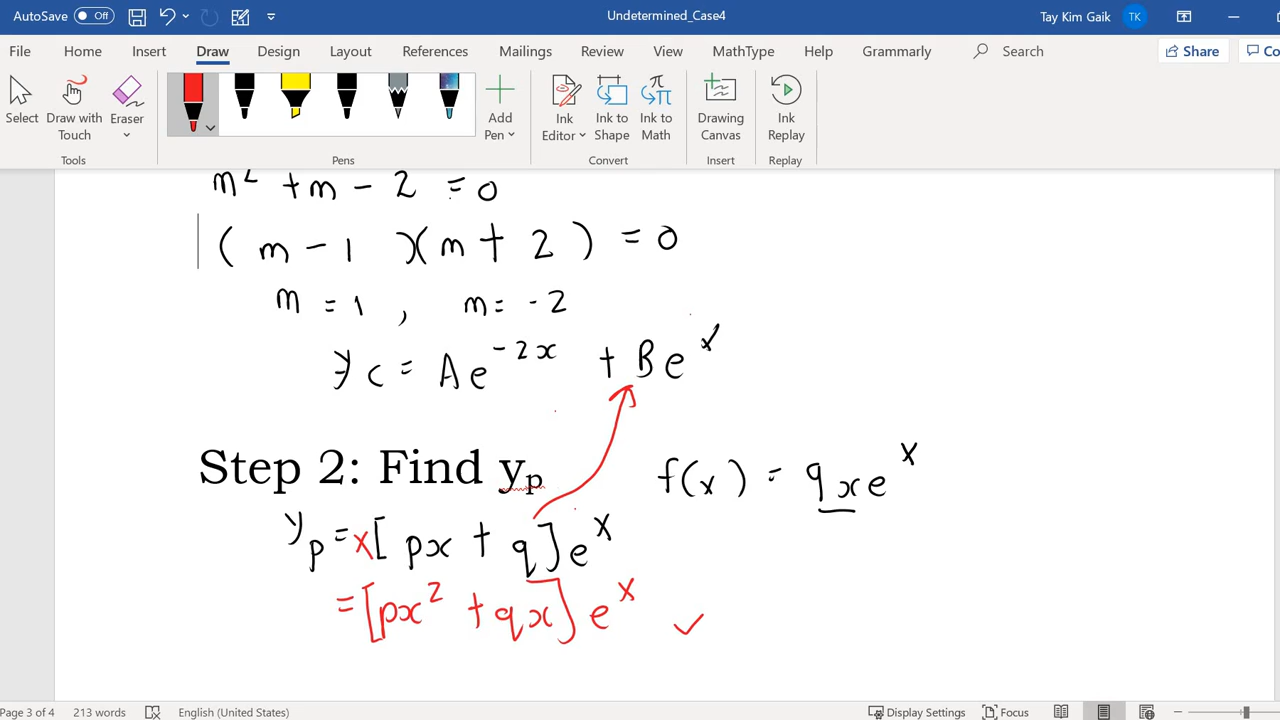 AutoSave Off Undetermined_Case4 Tay Kim Gaik TK
File Home Insert Draw Design Layout References Mailings Review View MathType Help Grammarly Search Share Co
Select Draw with Touch Eraser Add Pen Ink Editor Ink to Shape Ink to Math Drawing Canvas Ink Replay
Tools Pens Convert Insert Replay
m² + m - 2 = 0
( m - 1 )( m + 2 ) = 0
m = 1 , m = -2
yc = Ae^{-2x} + Be^{x}
Step 2: Find y_p f(x) = 9xe^{x}
y_p = x[ px + q ]e^{x}
= [px² + qx] e^{x} ✓
Page 3 of 4 213 words English (United States) Display Settings Focus